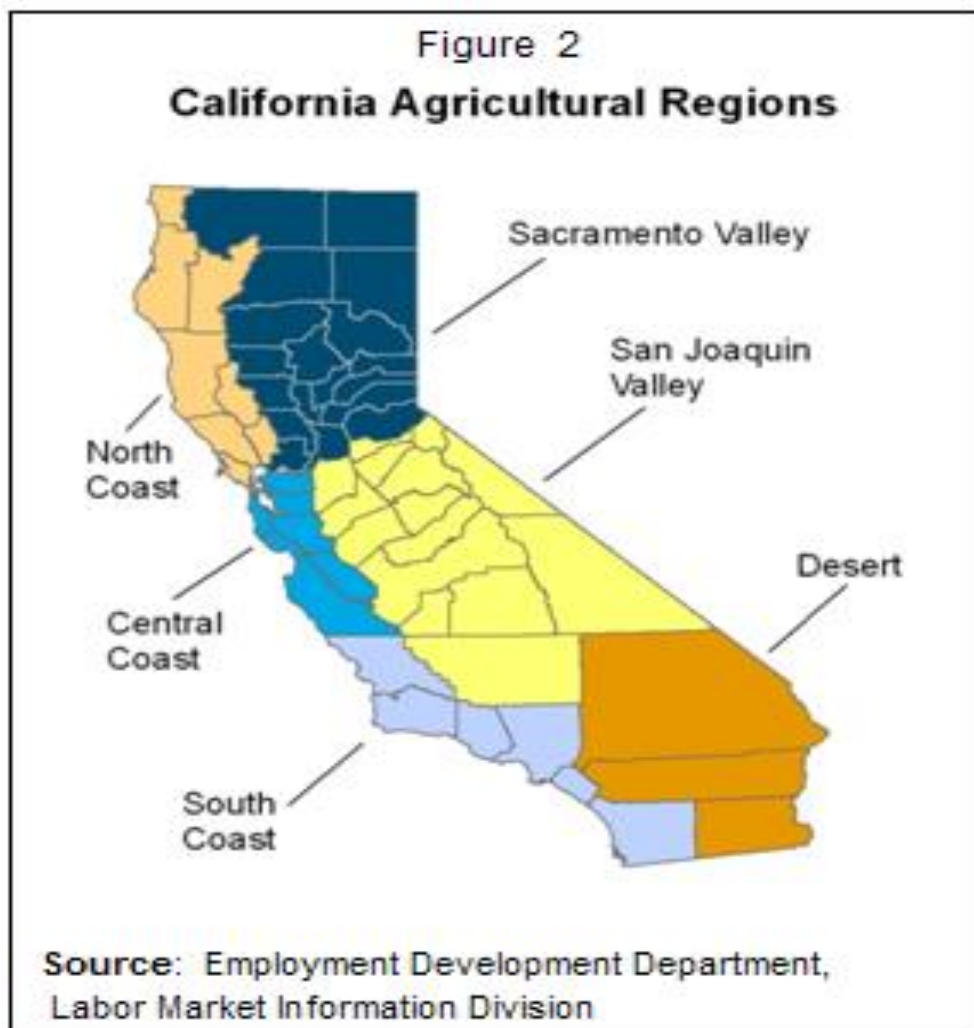 Figure 2
California Agricultural Regions
Sacramento Valley
San Joaquin
Valley
North
Coast
Desert
Central
Coast
South
Coast
Source: Employment Development Department,
Labor Market Information Division